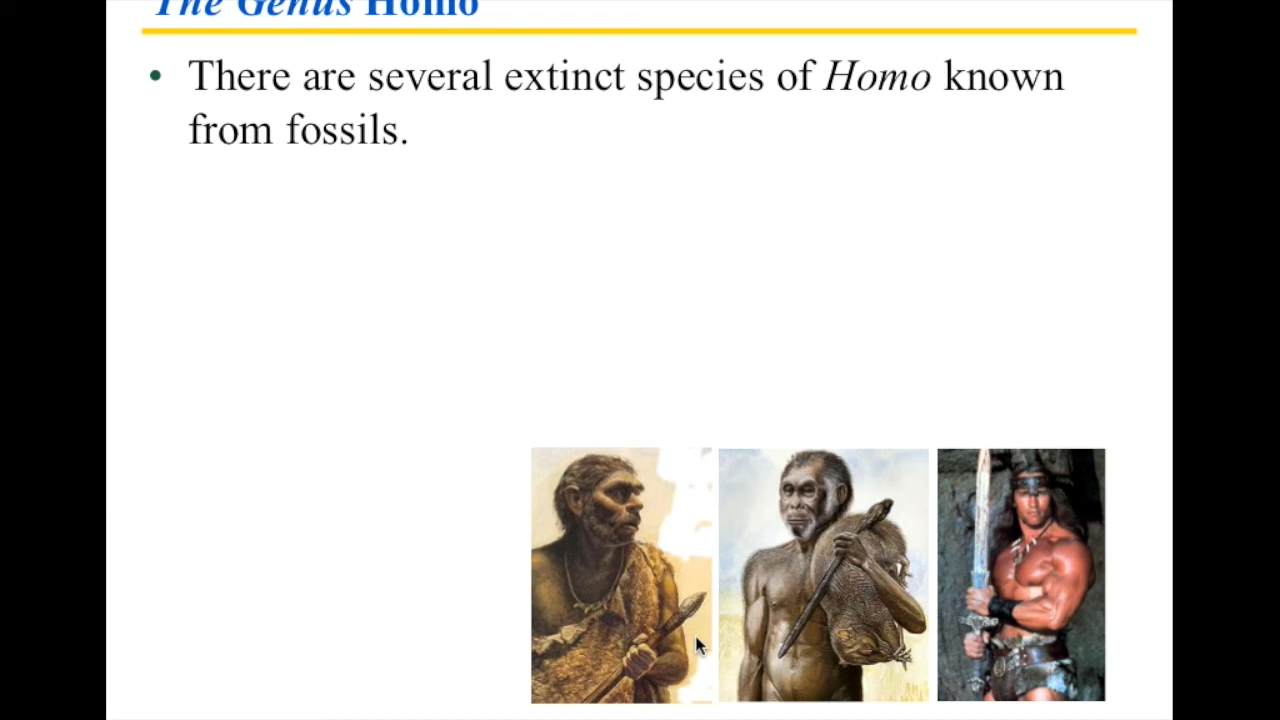 The Genus Homo
• There are several extinct species of Homo known
from fossils.